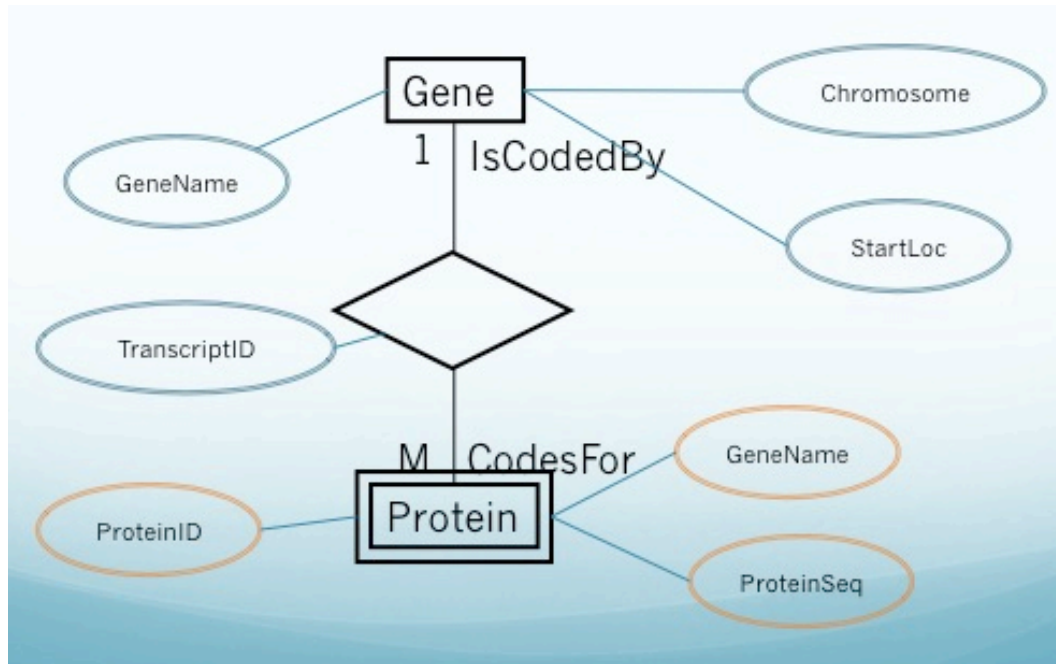 Gene
Chromosome
1
IsCodedBy
GeneName
StartLoc
TranscriptID
M
CodesFor
GeneName
Protein
ProteinID
ProteinSeq